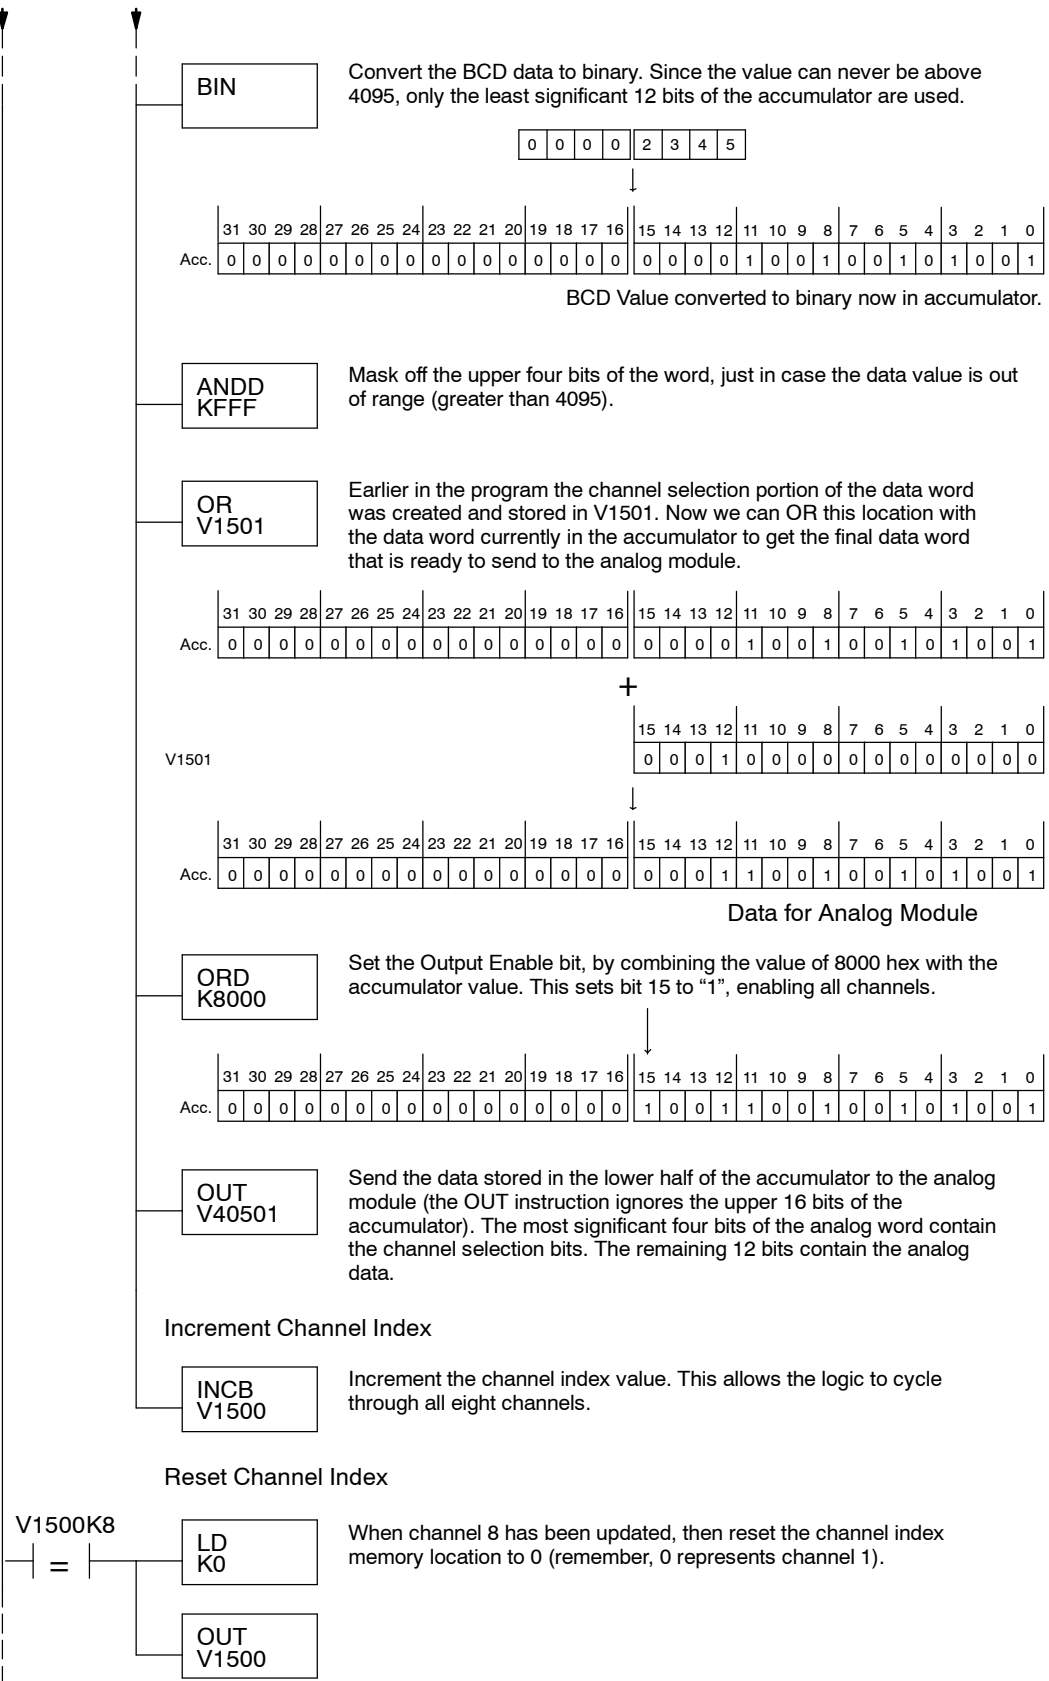 BIN
Convert the BCD data to binary. Since the value can never be above
4095, only the least significant 12 bits of the accumulator are used.
0 0 0 0 2 3 4 5
31 30 29 28 27 26 25 24 23 22 21 20 19 18 17 16 15 14 13 12 11 10 9 8 7 6 5 4 3 2 1 0
Acc. 0 0 0 0 0 0 0 0 0 0 0 0 0 0 0 0 0 0 0 0 1 0 0 1 0 0 1 0 1 0 0 1
BCD Value converted to binary now in accumulator.
ANDD
KFFF
Mask off the upper four bits of the word, just in case the data value is out
of range (greater than 4095).
OR
V1501
Earlier in the program the channel selection portion of the data word
was created and stored in V1501. Now we can OR this location with
the data word currently in the accumulator to get the final data word
that is ready to send to the analog module.
31 30 29 28 27 26 25 24 23 22 21 20 19 18 17 16 15 14 13 12 11 10 9 8 7 6 5 4 3 2 1 0
Acc. 0 0 0 0 0 0 0 0 0 0 0 0 0 0 0 0 0 0 0 0 1 0 0 1 0 0 1 0 1 0 0 1
+
15 14 13 12 11 10 9 8 7 6 5 4 3 2 1 0
V1501 0 0 0 1 0 0 0 0 0 0 0 0 0 0 0 0
31 30 29 28 27 26 25 24 23 22 21 20 19 18 17 16 15 14 13 12 11 10 9 8 7 6 5 4 3 2 1 0
Acc. 0 0 0 0 0 0 0 0 0 0 0 0 0 0 0 0 0 0 0 1 1 0 0 1 0 0 1 0 1 0 0 1
Data for Analog Module
ORD
K8000
Set the Output Enable bit, by combining the value of 8000 hex with the
accumulator value. This sets bit 15 to “1”, enabling all channels.
31 30 29 28 27 26 25 24 23 22 21 20 19 18 17 16 15 14 13 12 11 10 9 8 7 6 5 4 3 2 1 0
Acc. 0 0 0 0 0 0 0 0 0 0 0 0 0 0 0 0 1 0 0 1 1 0 0 1 0 0 1 0 1 0 0 1
OUT
V40501
Send the data stored in the lower half of the accumulator to the analog
module (the OUT instruction ignores the upper 16 bits of the
accumulator). The most significant four bits of the analog word contain
the channel selection bits. The remaining 12 bits contain the analog
data.
Increment Channel Index
INCB
V1500
Increment the channel index value. This allows the logic to cycle
through all eight channels.
Reset Channel Index
V1500K8
=
LD
K0
When channel 8 has been updated, then reset the channel index
memory location to 0 (remember, 0 represents channel 1).
OUT
V1500